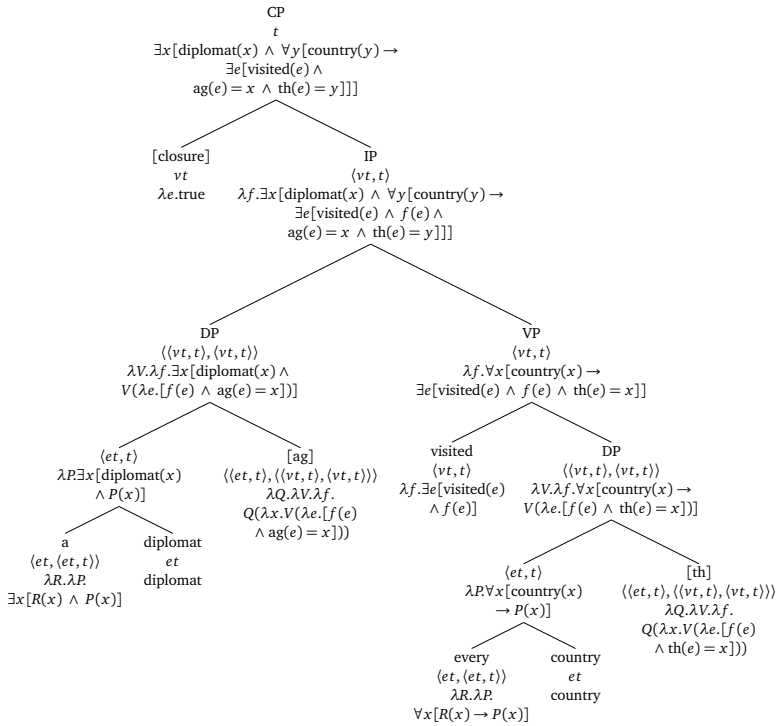 CP
t
∃x[diplomat(x) ∧ ∀y[country(y) →
∃e[visited(e) ∧
ag(e) = x ∧ th(e) = y]]]
[closure]
vt
λe.true
IP
⟨vt, t⟩
λf.∃x[diplomat(x) ∧ ∀y[country(y) →
∃e[visited(e) ∧ f(e) ∧
ag(e) = x ∧ th(e) = y]]]
DP
⟨⟨vt, t⟩, ⟨vt, t⟩⟩
λV.λf.∃x[diplomat(x) ∧
V(λe.[f(e) ∧ ag(e) = x])]
VP
⟨vt, t⟩
λf.∀x[country(x) →
∃e[visited(e) ∧ f(e) ∧ th(e) = x]]
⟨et, t⟩
λP.∃x[diplomat(x)
∧ P(x)]
[ag]
⟨⟨et, t⟩, ⟨⟨vt, t⟩, ⟨vt, t⟩⟩⟩
λQ.λV.λf.
Q(λx.V(λe.[f(e)
∧ ag(e) = x]))
visited
⟨vt, t⟩
λf.∃e[visited(e)
∧ f(e)]
DP
⟨⟨vt, t⟩, ⟨vt, t⟩⟩
λV.λf.∀x[country(x) →
V(λe.[f(e) ∧ th(e) = x])]
a
⟨et, ⟨et, t⟩⟩
λR.λP.
∃x[R(x) ∧ P(x)]
diplomat
et
diplomat
⟨et, t⟩
λP.∀x[country(x)
→ P(x)]
[th]
⟨⟨et, t⟩, ⟨⟨vt, t⟩, ⟨vt, t⟩⟩⟩
λQ.λV.λf.
Q(λx.V(λe.[f(e)
∧ th(e) = x]))
every
⟨et, ⟨et, t⟩⟩
λR.λP.
∀x[R(x) → P(x)]
country
et
country